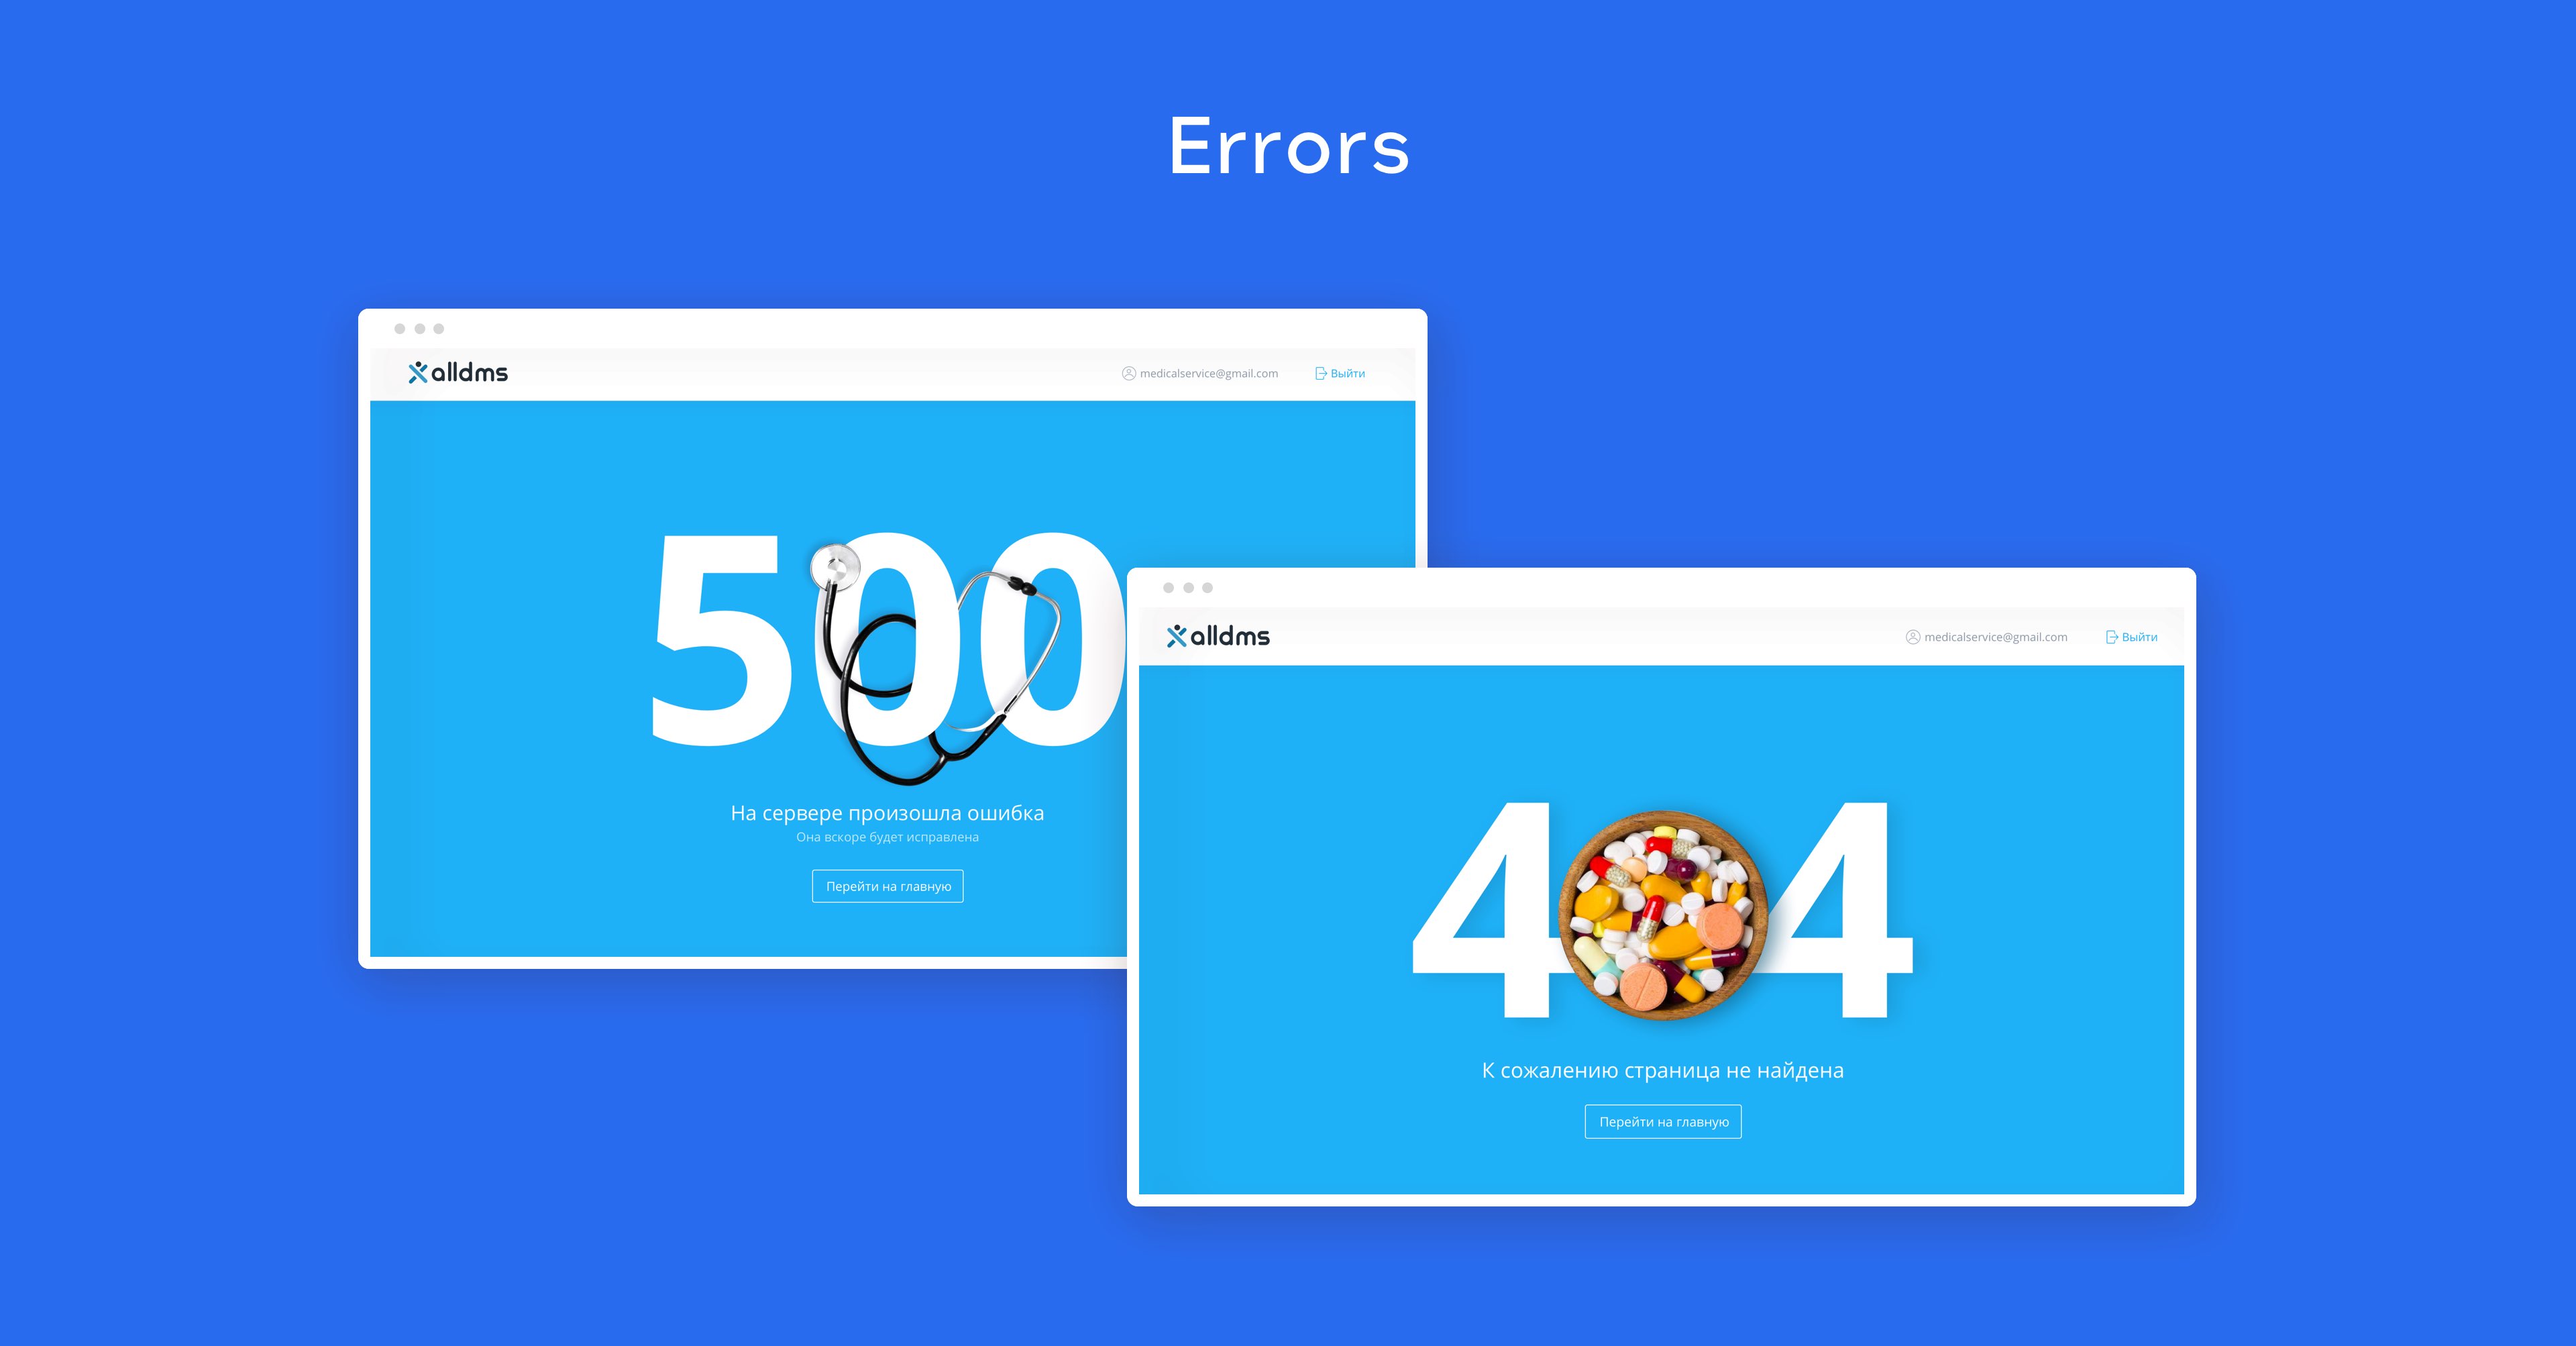 Errors
alldms
medicalservice@gmail.com
Выйти
500
На сервере произошла ошибка
Она вскоре будет исправлена
Перейти на главную
alldms
medicalservice@gmail.com
Выйти
404
К сожалению страница не найдена
Перейти на главную